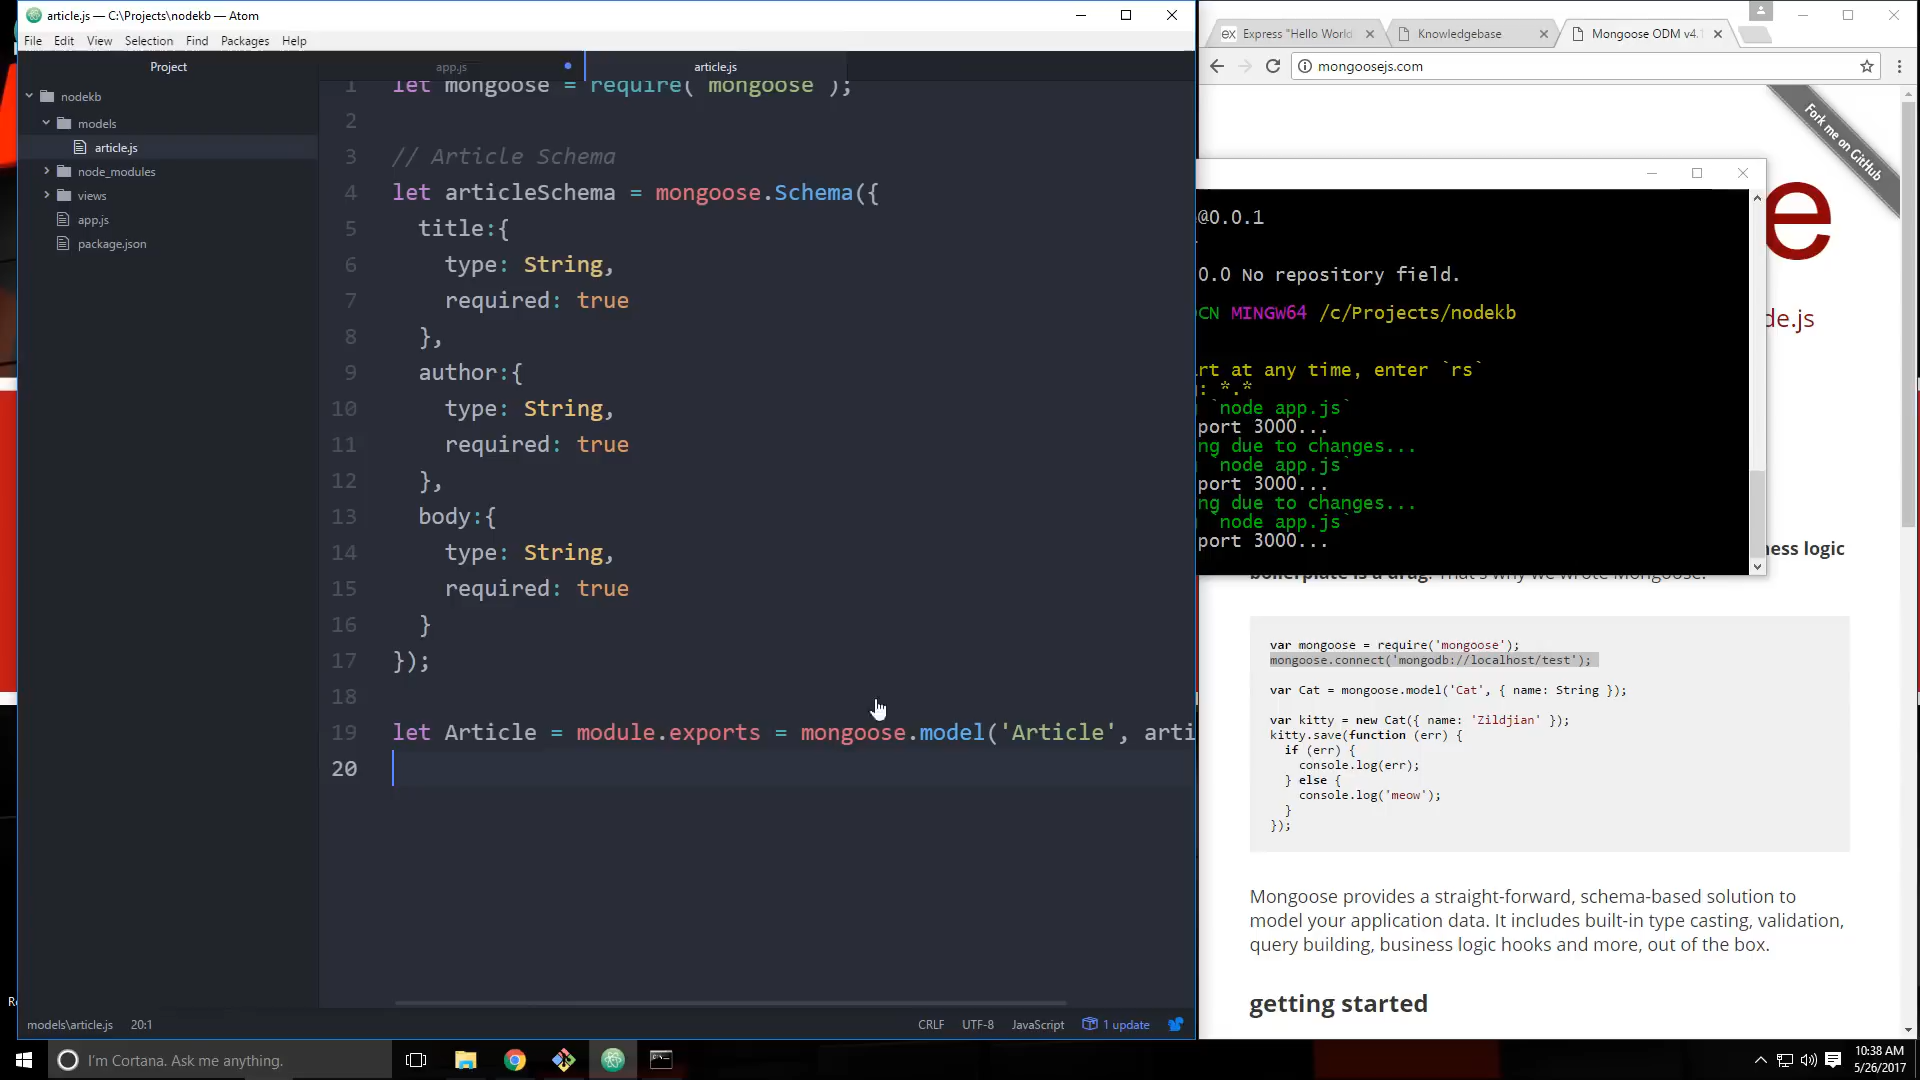 article.js — C:\Projects\nodekb — Atom
File Edit View Selection Find Packages Help
Project
app.js
article.js
nodekb
models
article.js
node_modules
views
app.js
package.json
1 let mongoose = require('mongoose');
2
3 // Article Schema
4 let articleSchema = mongoose.Schema({
5 title:{
6 type: String,
7 required: true
8 },
9 author:{
10 type: String,
11 required: true
12 },
13 body:{
14 type: String,
15 required: true
16 }
17 });
18
19 let Article = module.exports = mongoose.model('Article', arti
20
models\article.js 20:1
CRLF UTF-8 JavaScript 1 update
Express "Hello World
Knowledgebase
Mongoose ODM v4.
mongoosejs.com
Fork me on GitHub
e
de.js
@0.0.1
0.0 No repository field.
CN MINGW64 /c/Projects/nodekb
rt at any time, enter `rs`
: *.*
`node app.js`
port 3000...
ng due to changes...
`node app.js`
port 3000...
ng due to changes...
`node app.js`
port 3000...
ness logic
boilerplate is a drag. That's why we wrote Mongoose.
var mongoose = require('mongoose');
mongoose.connect('mongodb://localhost/test');
var Cat = mongoose.model('Cat', { name: String });
var kitty = new Cat({ name: 'Zildjian' });
kitty.save(function (err) {
if (err) {
console.log(err);
} else {
console.log('meow');
}
});
Mongoose provides a straight-forward, schema-based solution to
model your application data. It includes built-in type casting, validation,
query building, business logic hooks and more, out of the box.
getting started
I'm Cortana. Ask me anything.
10:38 AM
5/26/2017